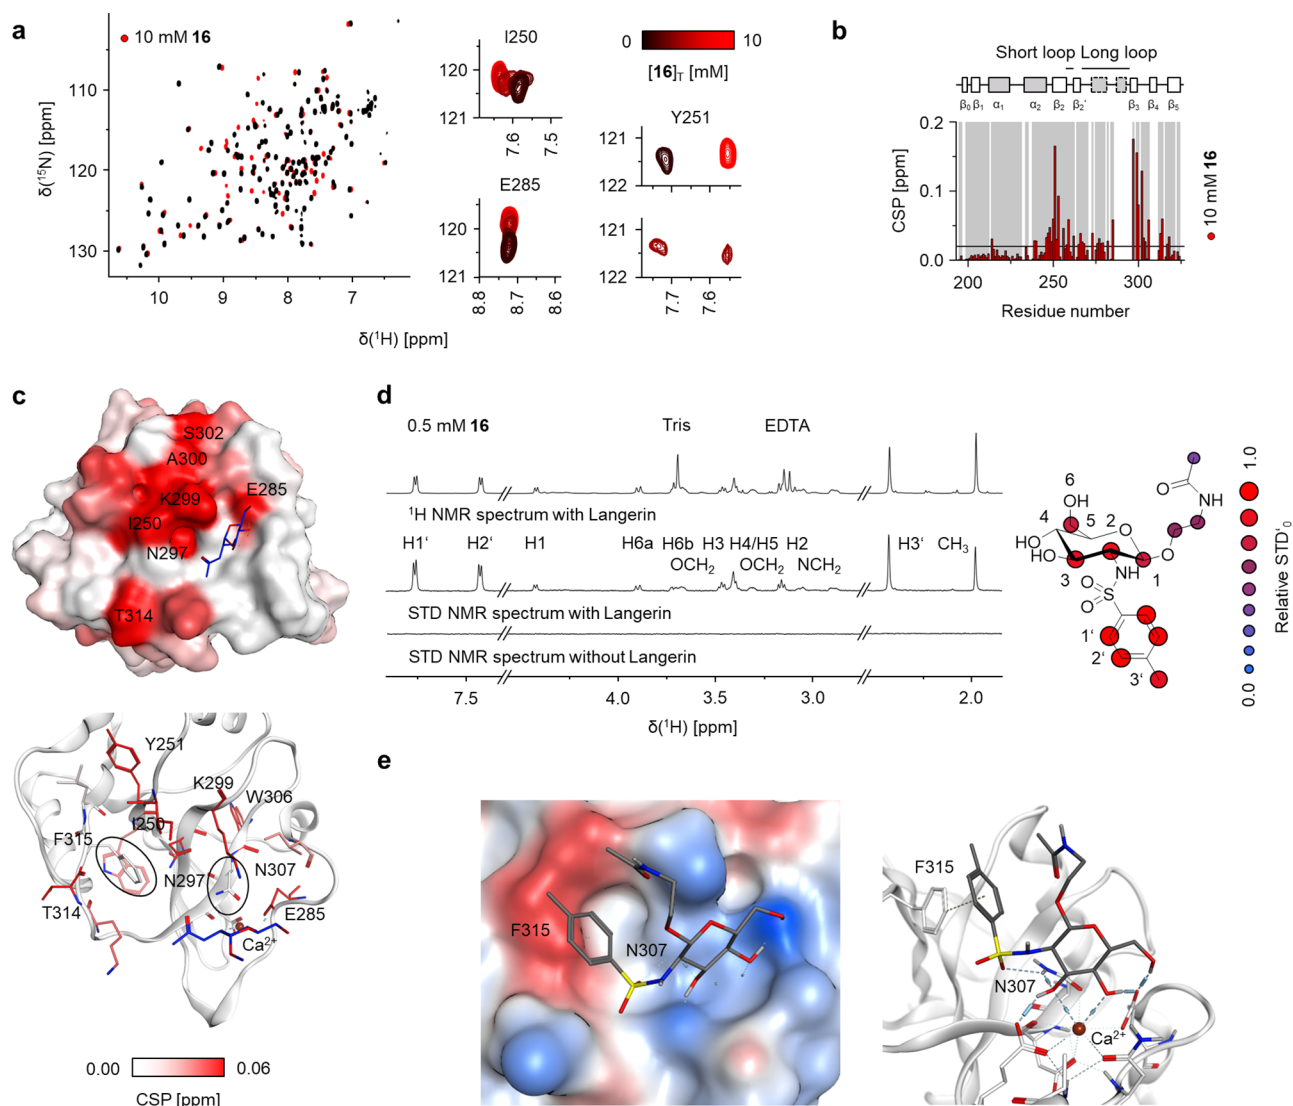 a
10 mM 16
δ(¹⁵N) [ppm]
110
120
130
10
9
8
7
δ(¹H) [ppm]
I250
120
121
7.6
7.5
E285
120
121
8.8
8.7
8.6
0
10
[16]T [mM]
Y251
121
122
121
122
7.7
7.6
b
Short loop
Long loop
β0
β1
α1
α2
β2
β2'
β3
β4
β5
CSP [ppm]
0.2
0.1
0.0
200
250
300
Residue number
10 mM 16
c
S302
A300
K299
E285
I250
N297
T314
Y251
K299
W306
F315
I250
N297
N307
T314
E285
Ca²⁺
0.00
0.06
CSP [ppm]
d
0.5 mM 16
Tris
EDTA
¹H NMR spectrum with Langerin
H1‘ H2‘ H1 H6a H6b H3 H4/H5 H2 H3‘ CH₃
OCH₂ OCH₂ NCH₂
STD NMR spectrum with Langerin
STD NMR spectrum without Langerin
7.5
4.0
3.5
3.0
2.0
δ(¹H) [ppm]
6
OH
4
5
2
O
HO
HO
3
NH
1
O
O
NH
O
S
O
1‘
2‘
3‘
1.0
0.0
Relative STD‘₀
e
F315
N307
F315
N307
Ca²⁺